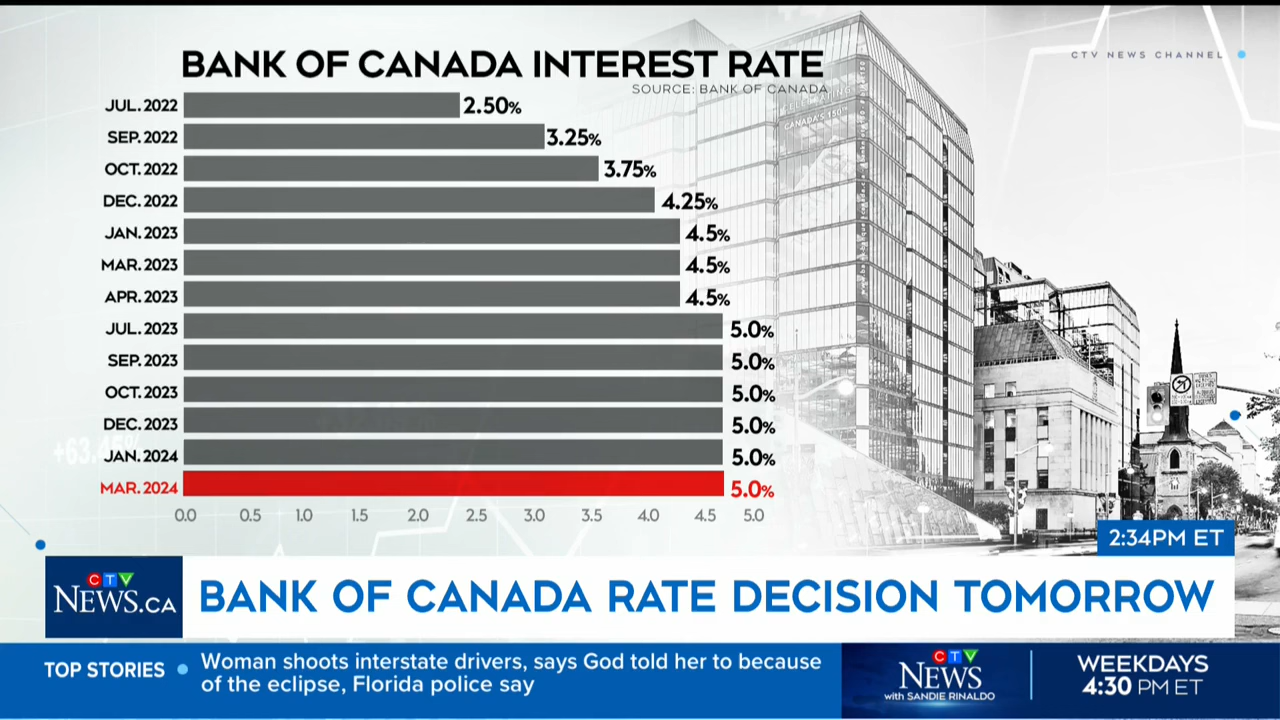 BANK OF CANADA INTEREST RATE
SOURCE: BANK OF CANADA
CTV NEWS CHANNEL
JUL. 2022 2.50%
SEP. 2022 3.25%
OCT. 2022 3.75%
DEC. 2022 4.25%
JAN. 2023 4.5%
MAR. 2023 4.5%
APR. 2023 4.5%
JUL. 2023 5.0%
SEP. 2023 5.0%
OCT. 2023 5.0%
DEC. 2023 5.0%
JAN. 2024 5.0%
MAR. 2024 5.0%
0.0 0.5 1.0 1.5 2.0 2.5 3.0 3.5 4.0 4.5 5.0
CANADA'S 150
2:34PM ET
CTV
NEWS.CA
BANK OF CANADA RATE DECISION TOMORROW
TOP STORIES
Woman shoots interstate drivers, says God told her to because
of the eclipse, Florida police say
CTV
NEWS
with SANDIE RINALDO
WEEKDAYS
4:30 PM ET